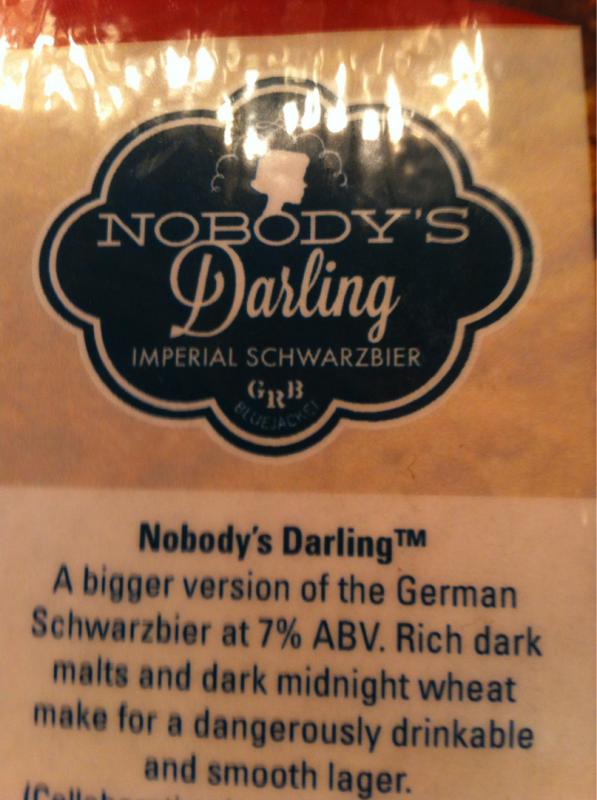 NOBODY'S
Darling
IMPERIAL SCHWARZBIER
GRB
BLUEJACKET
Nobody's Darling™
A bigger version of the German
Schwarzbier at 7% ABV. Rich dark
malts and dark midnight wheat
make for a dangerously drinkable
and smooth lager.